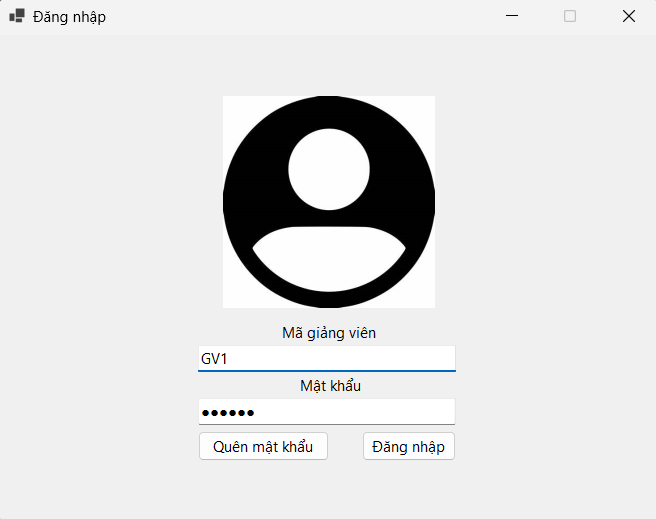 Đăng nhập
Mã giảng viên
GV1
Mật khẩu
●●●●●●
Quên mật khẩu Đăng nhập